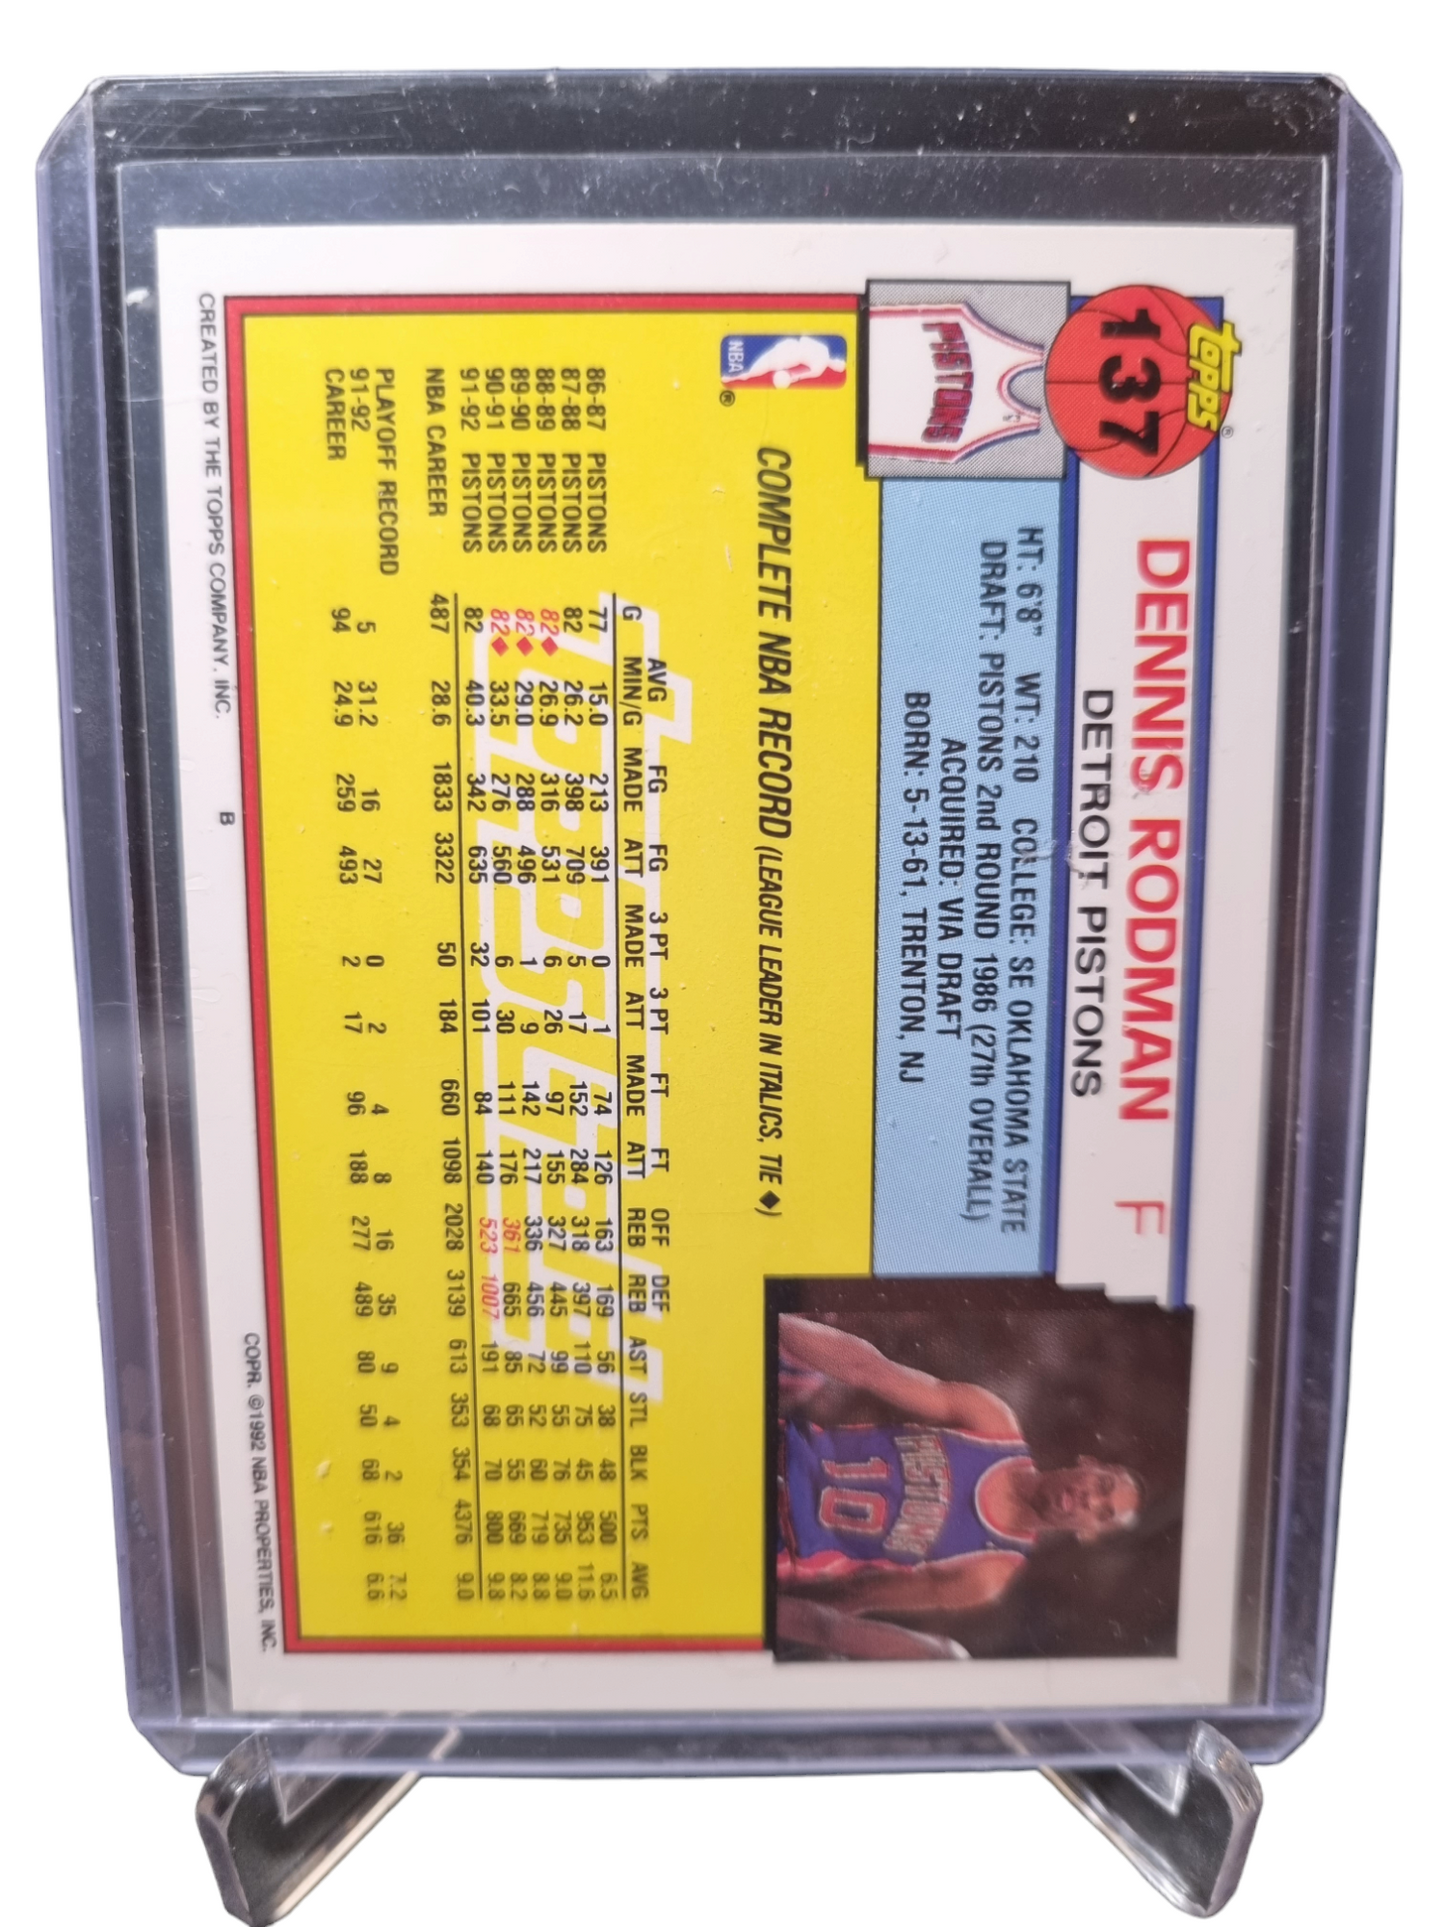 topps®
137
DENNIS RODMAN F
DETROIT PISTONS
PISTONS
HT: 6'8" WT: 210 COLLEGE: SE OKLAHOMA STATE
DRAFT: PISTONS 2nd ROUND 1986 (27th OVERALL)
ACQUIRED: VIA DRAFT
BORN: 5-13-61, TRENTON, NJ
PISTONS
10
NBA ®
COMPLETE NBA RECORD (LEAGUE LEADER IN ITALICS, TIE ◆)
AVG FG FG 3 PT 3 PT FT FT OFF DEF
G MIN/G MADE ATT MADE ATT MADE ATT REB REB AST STL BLK PTS AVG
86-87 PISTONS 77 15.0 213 391 0 1 74 126 163 169 56 38 48 500 6.5
87-88 PISTONS 82 26.2 398 709 5 17 152 284 318 397 110 75 45 953 11.6
88-89 PISTONS 82◆ 26.9 316 531 6 26 97 155 327 445 99 55 76 735 9.0
89-90 PISTONS 82◆ 29.0 288 496 1 9 142 217 336 456 72 52 60 719 8.8
90-91 PISTONS 82◆ 33.5 276 560 6 30 111 176 361 665 85 65 55 669 8.2
91-92 PISTONS 82 40.3 342 635 32 101 84 140 523 1007 191 68 70 800 9.8
NBA CAREER 487 28.6 1833 3322 50 184 660 1098 2028 3139 613 353 354 4376 9.0
PLAYOFF RECORD
91-92 5 31.2 16 27 0 2 4 8 16 35 9 4 2 36 7.2
CAREER 94 24.9 259 493 2 17 96 188 277 489 80 50 68 616 6.6
CREATED BY THE TOPPS COMPANY, INC. B COPR. ©1992 NBA PROPERTIES, INC.